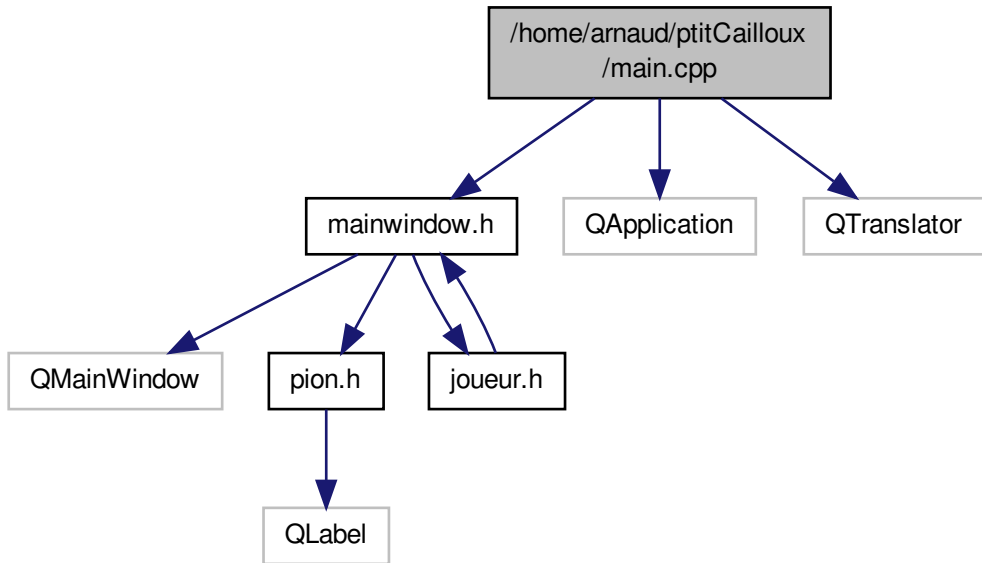 /home/arnaud/ptitCailloux
/main.cpp
mainwindow.h
QApplication
QTranslator
QMainWindow
pion.h
joueur.h
QLabel